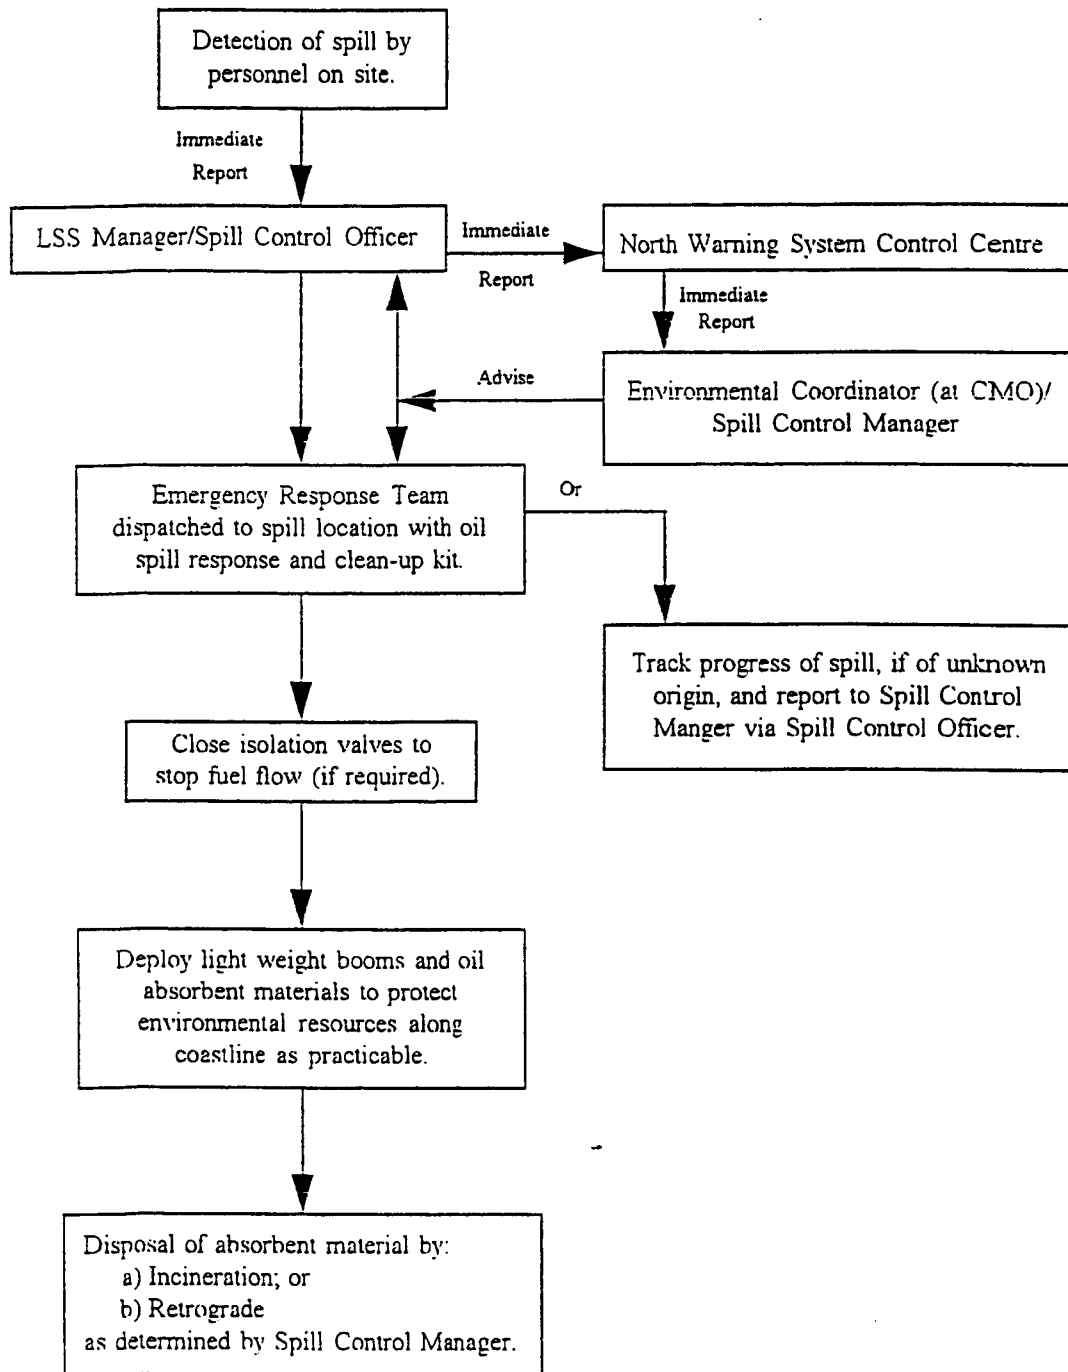 Detection of spill by
personnel on site.
Immediate
Report
LSS Manager/Spill Control Officer
Immediate
Report
North Warning System Control Centre
Immediate
Report
Advise
Environmental Coordinator (at CMO)/
Spill Control Manager
Emergency Response Team
dispatched to spill location with oil
spill response and clean-up kit.
Or
Track progress of spill, if of unknown
origin, and report to Spill Control
Manger via Spill Control Officer.
Close isolation valves to
stop fuel flow (if required).
Deploy light weight booms and oil
absorbent materials to protect
environmental resources along
coastline as practicable.
Disposal of absorbent material by:
a) Incineration; or
b) Retrograde
as determined by Spill Control Manager.